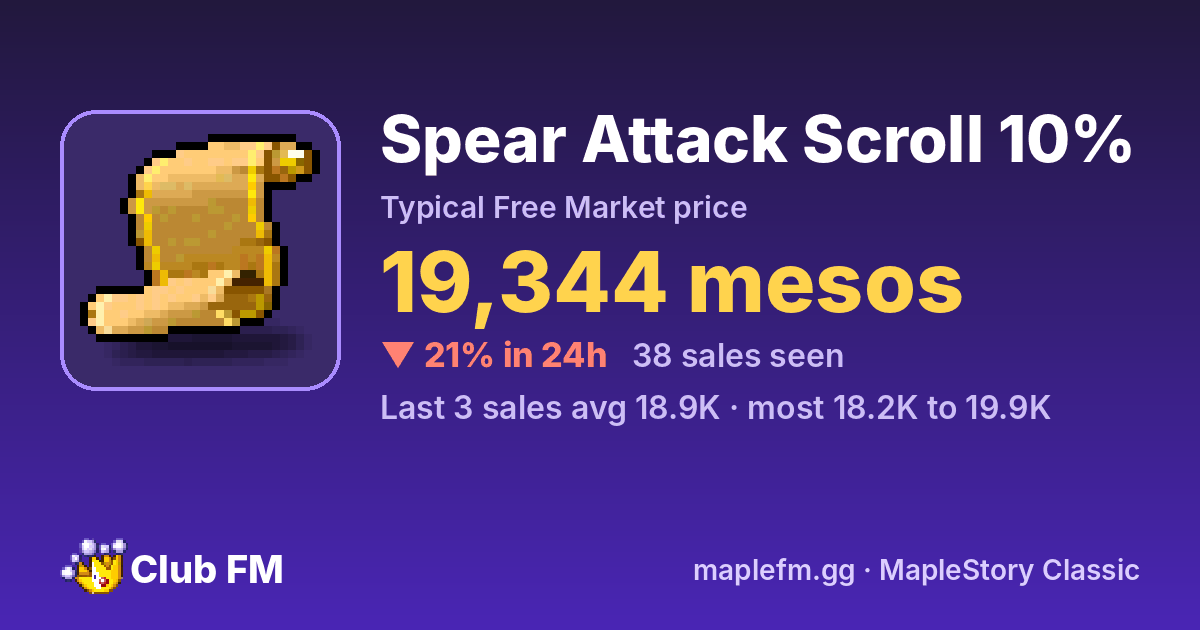 Spear Attack Scroll 10%
Typical Free Market price
19,344 mesos
▼ 21% in 24h 38 sales seen
Last 3 sales avg 18.9K · most 18.2K to 19.9K
Club FM
maplefm.gg · MapleStory Classic